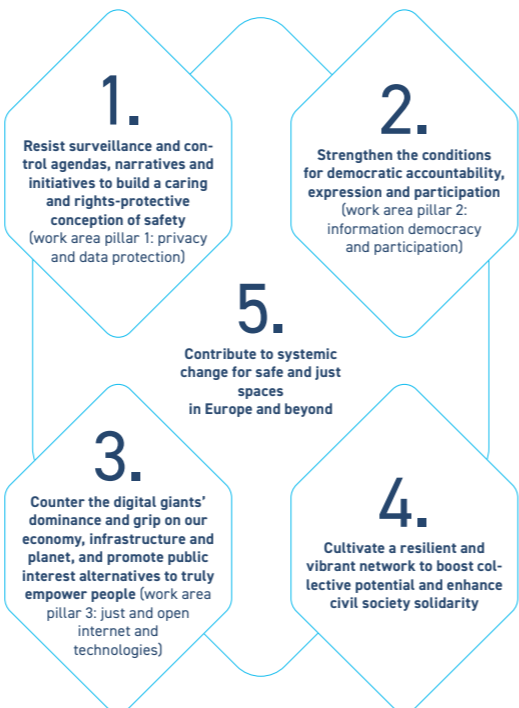 1.
Resist surveillance and con-
trol agendas, narratives and
initiatives to build a caring
and rights-protective
conception of safety
(work area pillar 1: privacy
and data protection)
2.
Strengthen the conditions
for democratic accountability,
expression and participation
(work area pillar 2:
information democracy
and participation)
5.
Contribute to systemic
change for safe and just
spaces
in Europe and beyond
3.
Counter the digital giants’
dominance and grip on our
economy, infrastructure and
planet, and promote public
interest alternatives to truly
empower people (work area
pillar 3: just and open
internet and
technologies)
4.
Cultivate a resilient and
vibrant network to boost col-
lective potential and enhance
civil society solidarity